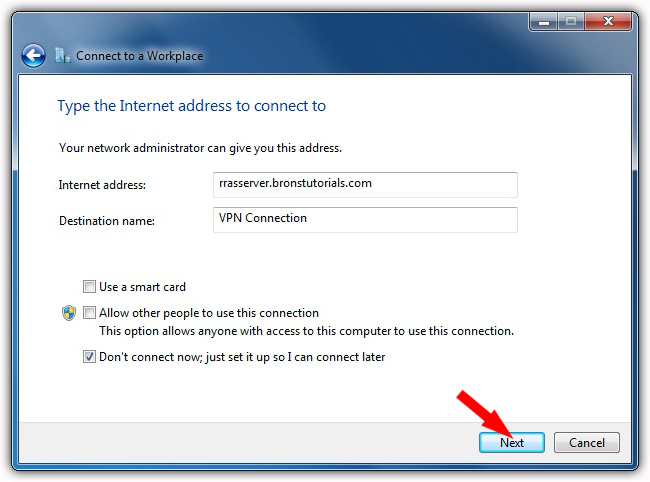 Connect to a Workplace
Type the Internet address to connect to
Your network administrator can give you this address.
Internet address: rrasserver.bronstutorials.com
Destination name: VPN Connection
Use a smart card
Allow other people to use this connection
This option allows anyone with access to this computer to use this connection.
Don't connect now; just set it up so I can connect later
Next Cancel